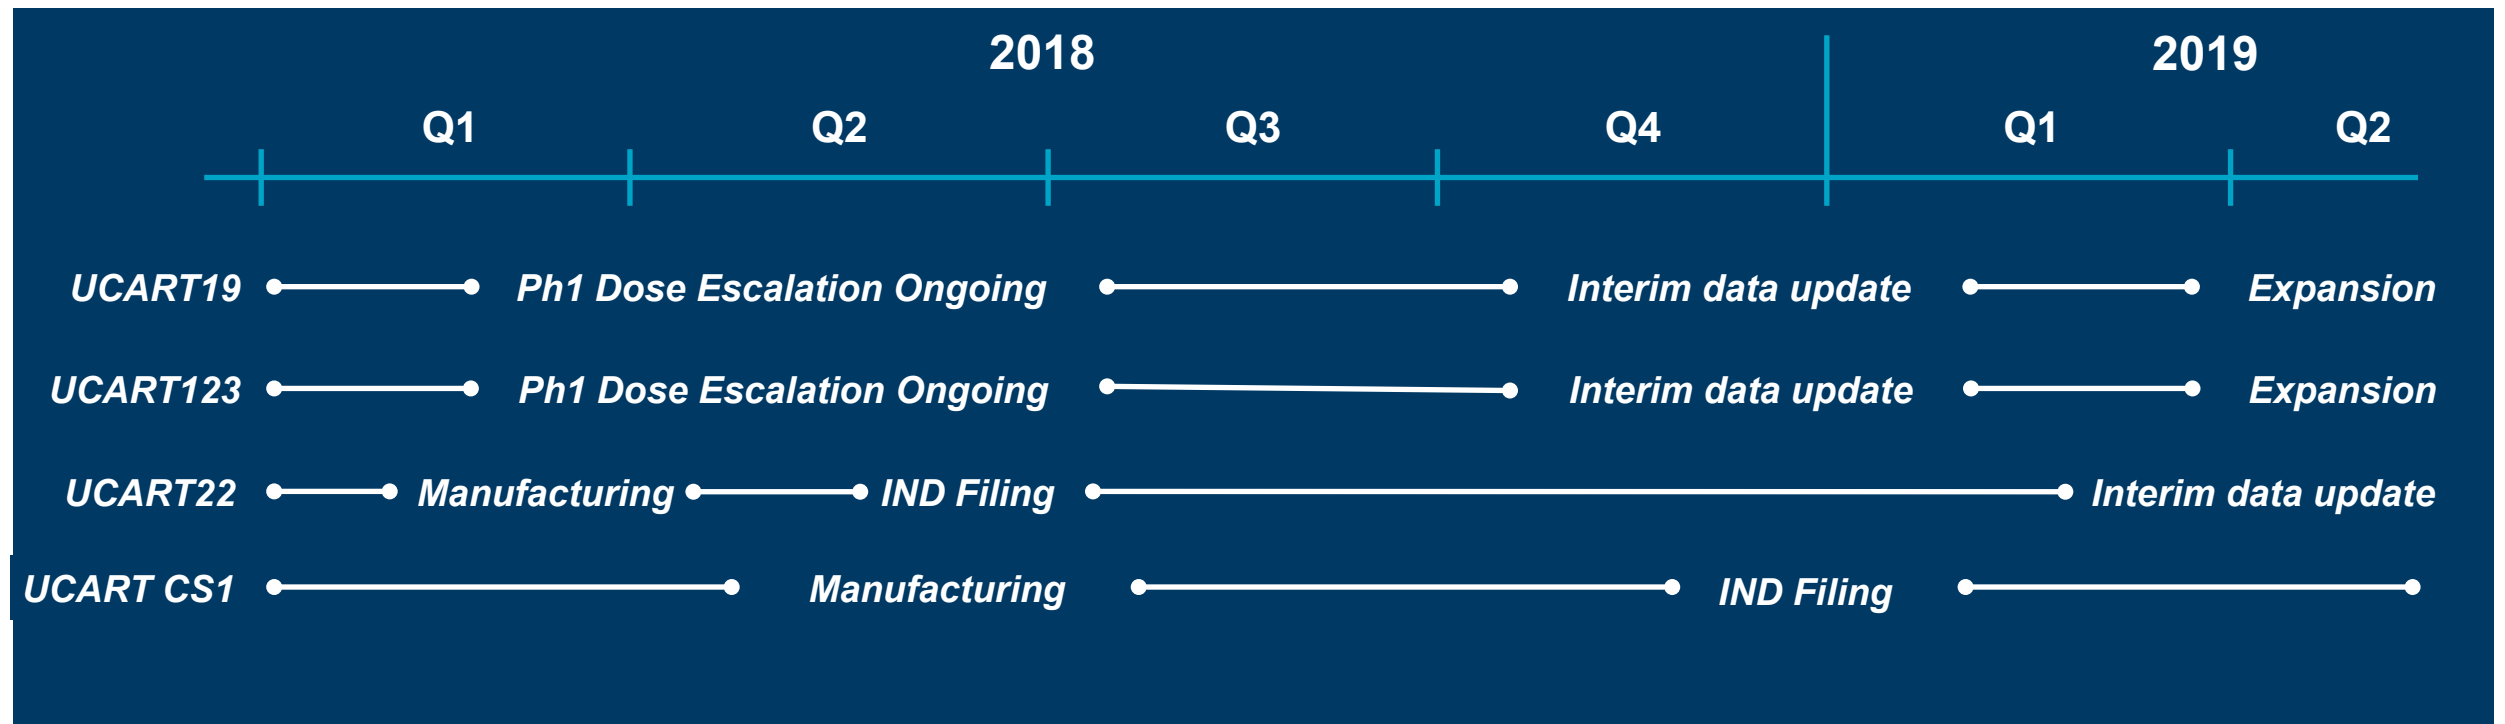 2018 2019
Q1 Q2 Q3 Q4 Q1 Q2
UCART19 Ph1 Dose Escalation Ongoing Interim data update Expansion
UCART123 Ph1 Dose Escalation Ongoing Interim data update Expansion
UCART22 Manufacturing IND Filing Interim data update
UCART CS1 Manufacturing IND Filing